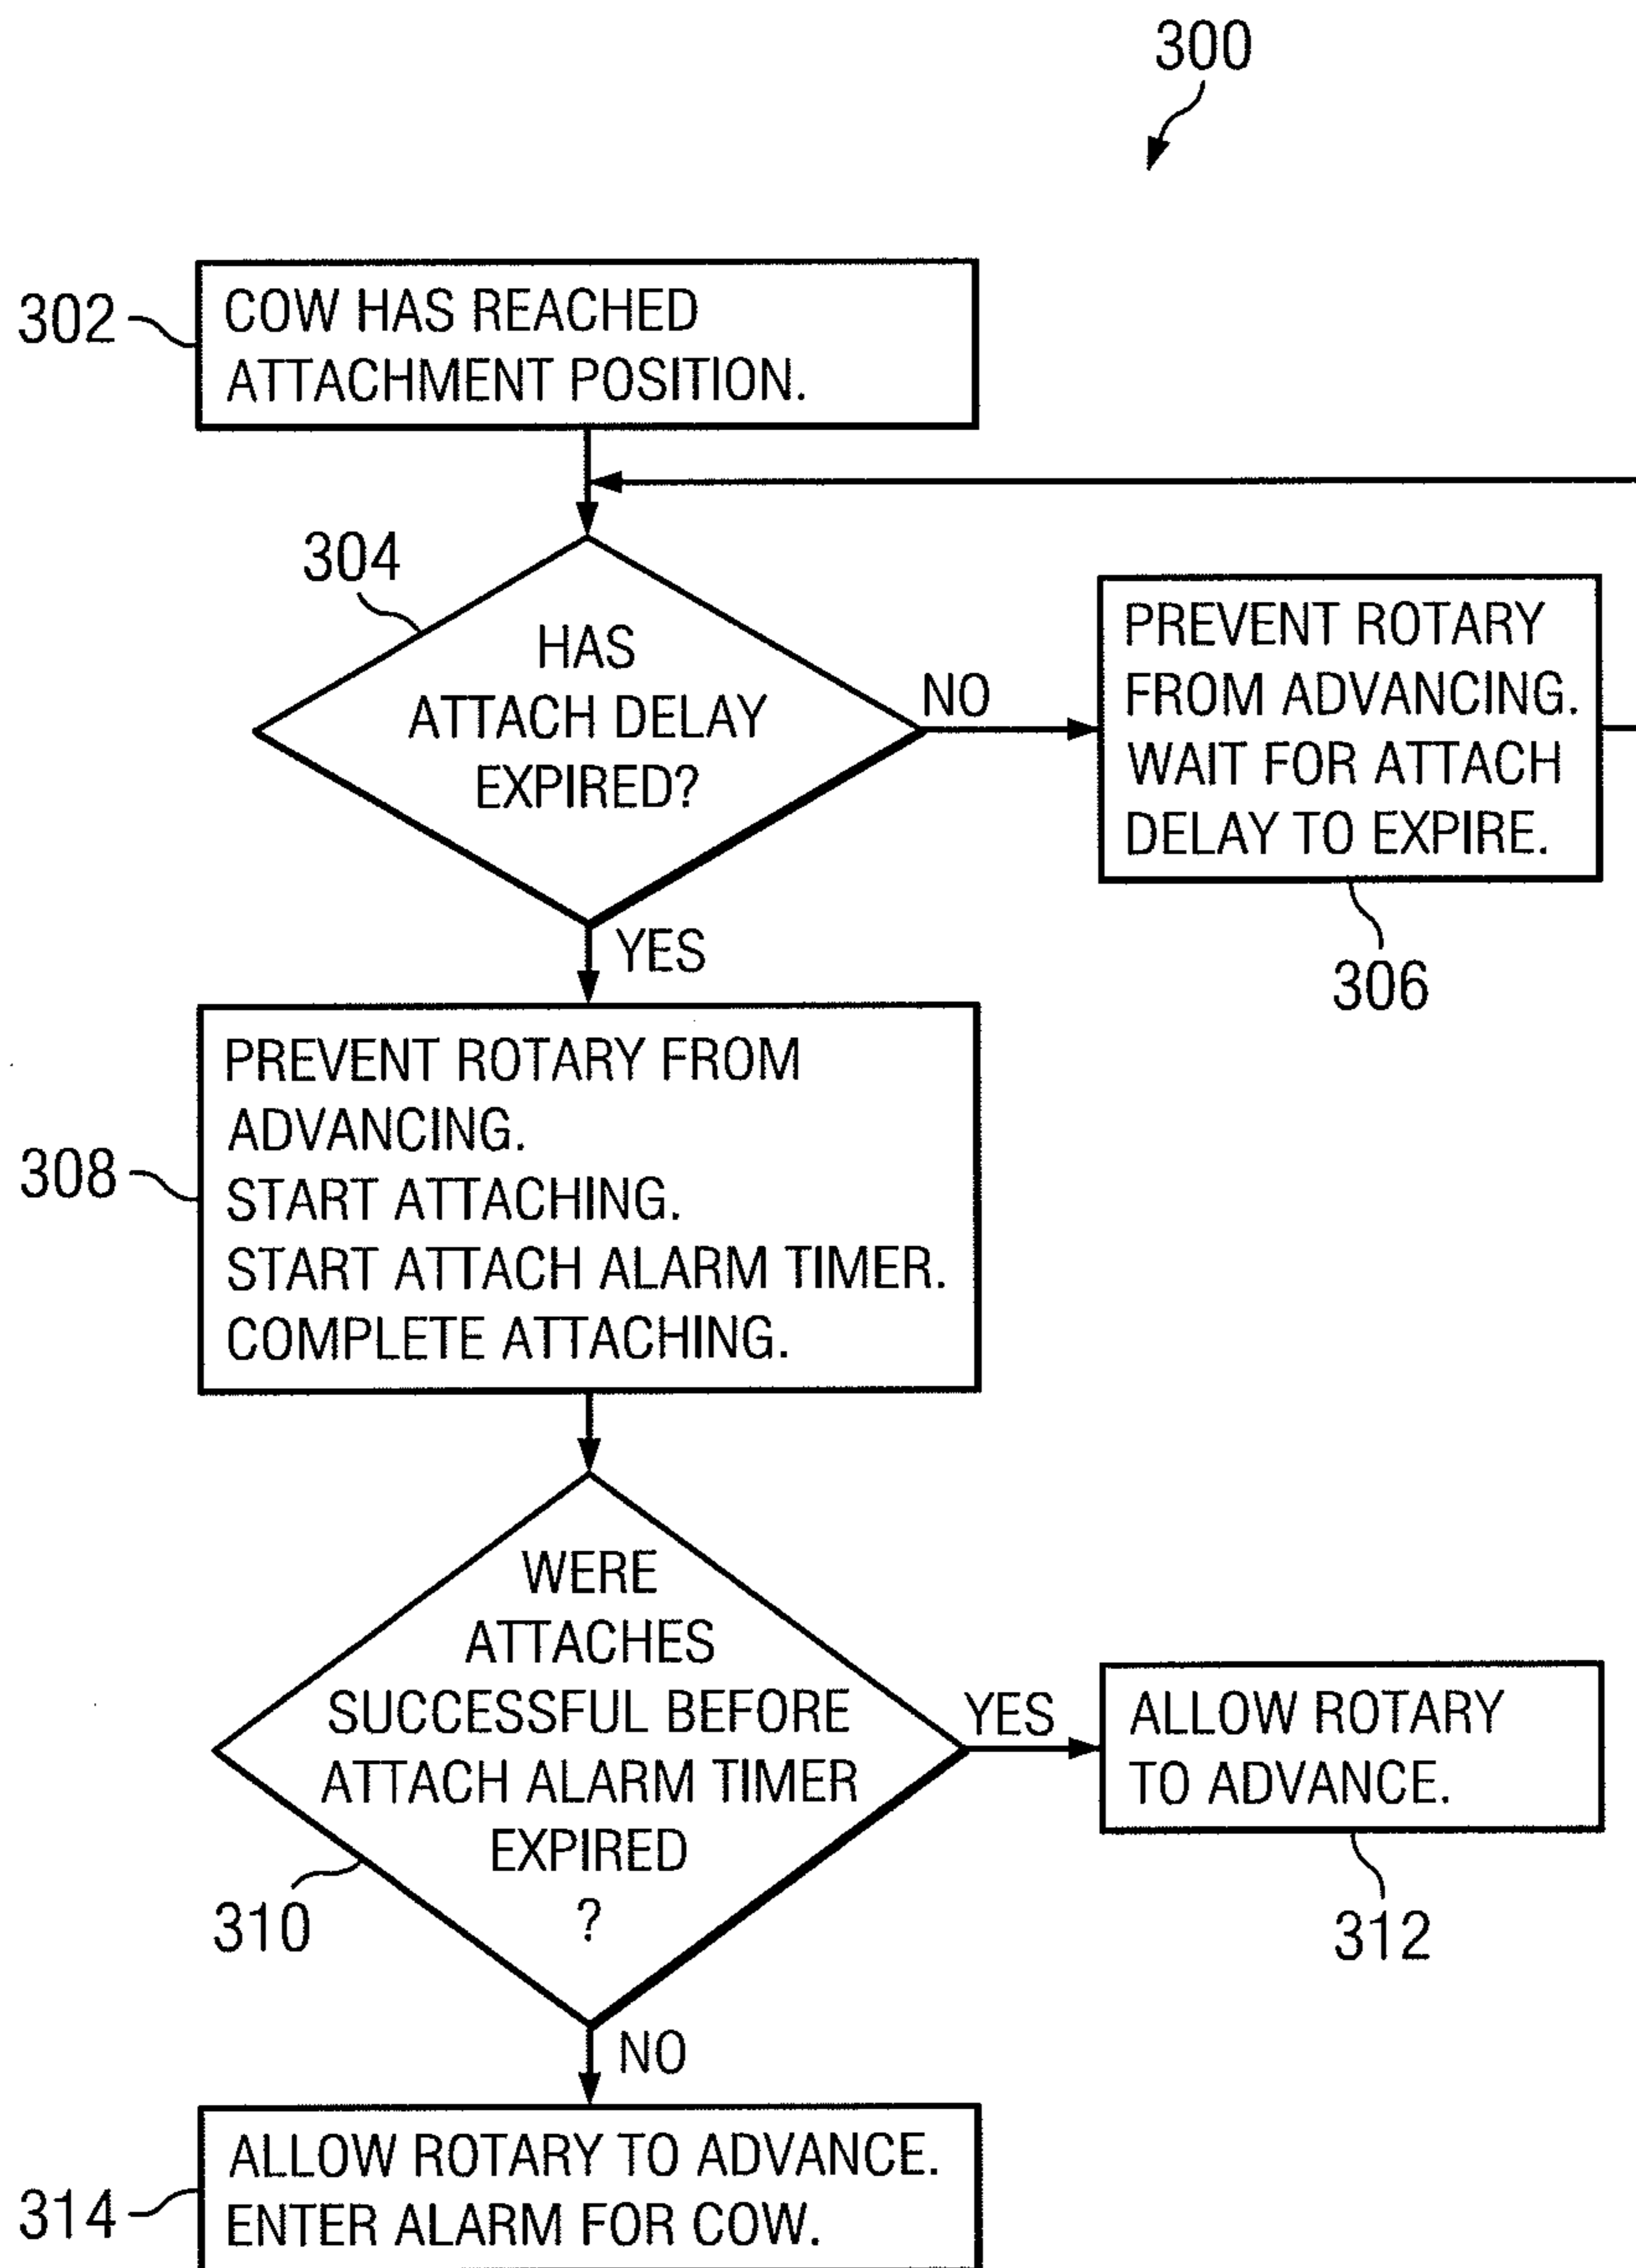 300
302
COW HAS REACHED
ATTACHMENT POSITION.
304
HAS
ATTACH DELAY
EXPIRED?
NO
PREVENT ROTARY
FROM ADVANCING.
WAIT FOR ATTACH
DELAY TO EXPIRE.
306
YES
308
PREVENT ROTARY FROM
ADVANCING.
START ATTACHING.
START ATTACH ALARM TIMER.
COMPLETE ATTACHING.
310
WERE
ATTACHES
SUCCESSFUL BEFORE
ATTACH ALARM TIMER
EXPIRED
?
YES
ALLOW ROTARY
TO ADVANCE.
312
NO
314
ALLOW ROTARY TO ADVANCE.
ENTER ALARM FOR COW.